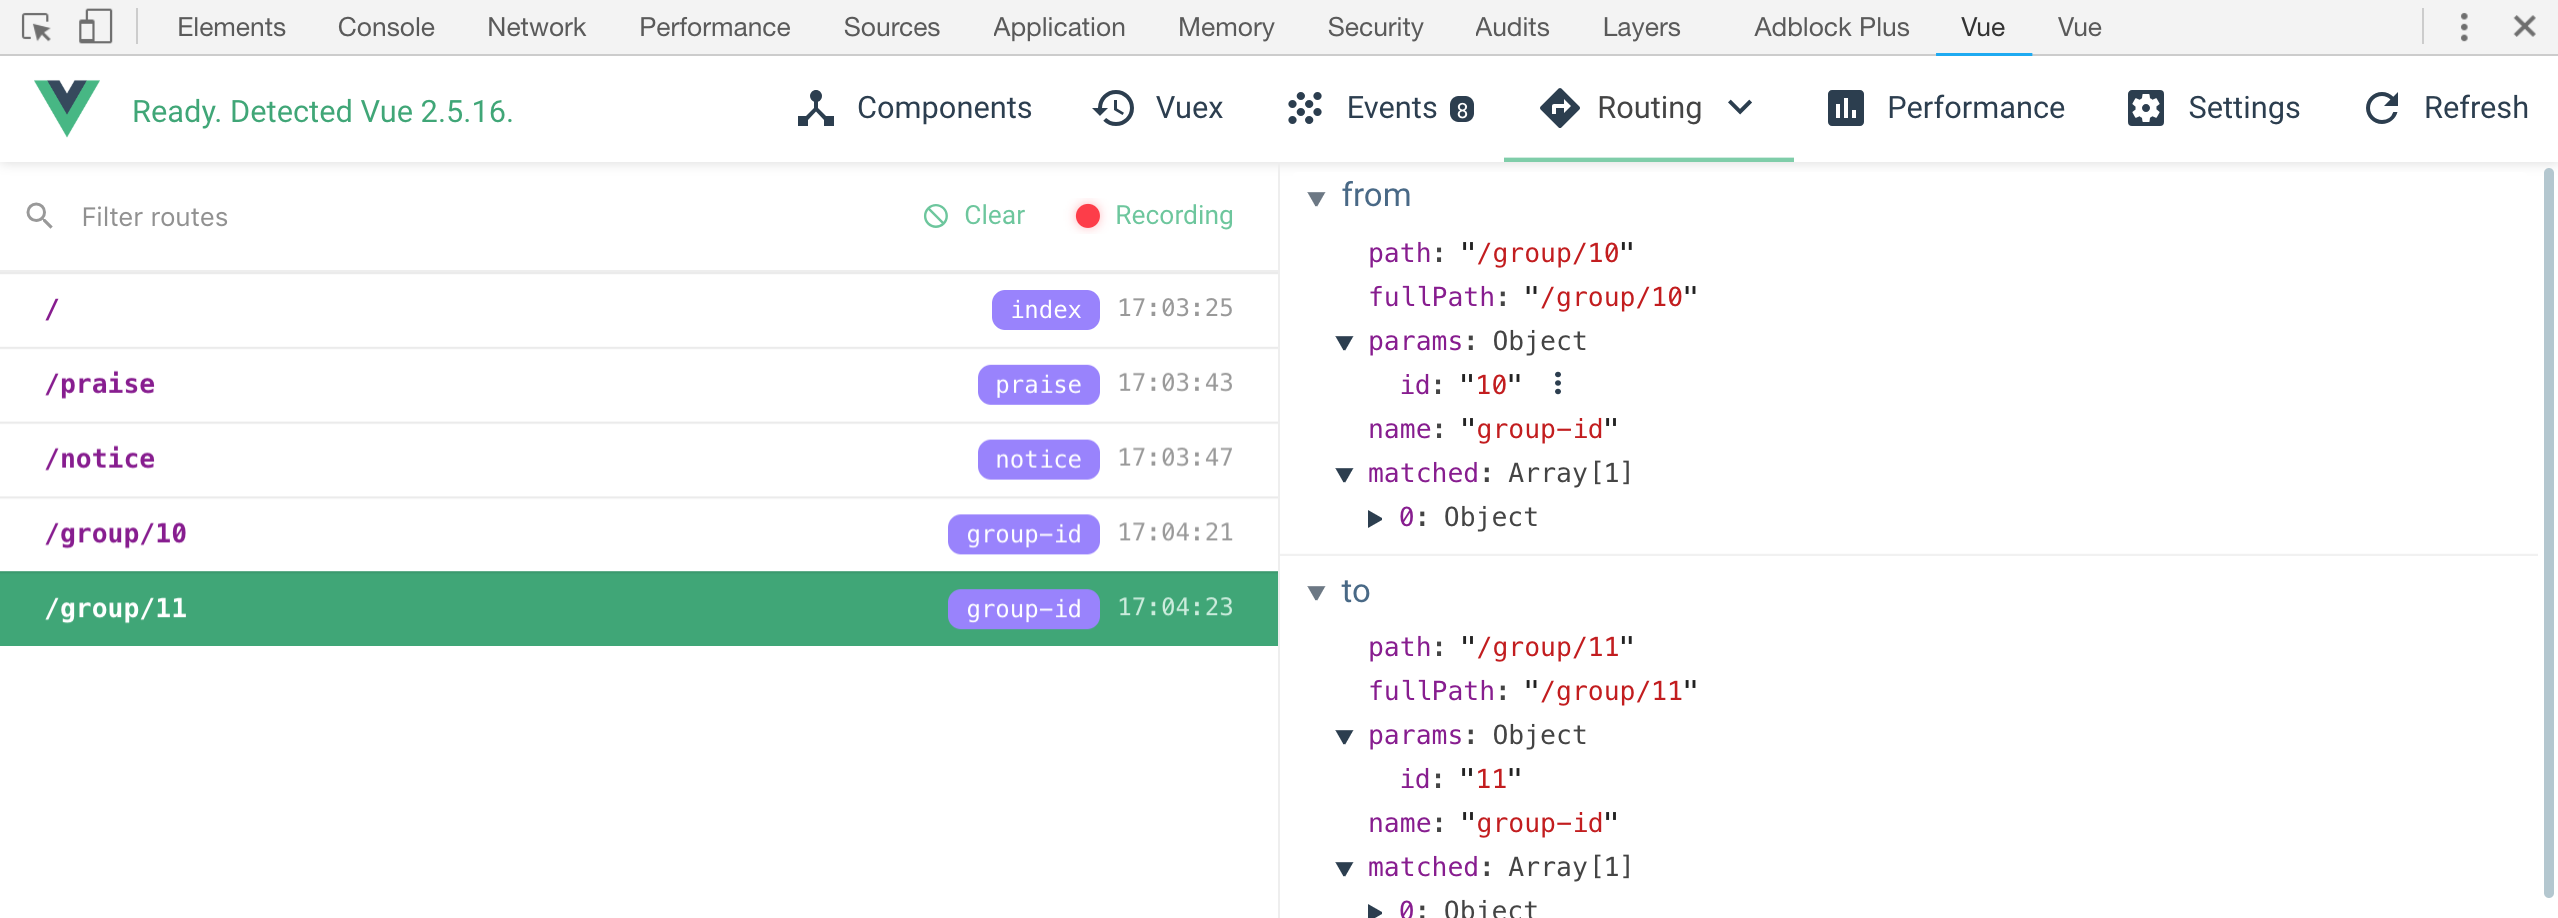 Elements Console Network Performance Sources Application Memory Security Audits Layers Adblock Plus Vue Vue
Ready. Detected Vue 2.5.16. Components Vuex Events 8 Routing Performance Settings Refresh
Filter routes Clear Recording
/ index 17:03:25
/praise praise 17:03:43
/notice notice 17:03:47
/group/10 group-id 17:04:21
/group/11 group-id 17:04:23
from
path: "/group/10"
fullPath: "/group/10"
params: Object
id: "10"
name: "group-id"
matched: Array[1]
0: Object
to
path: "/group/11"
fullPath: "/group/11"
params: Object
id: "11"
name: "group-id"
matched: Array[1]
0: Object